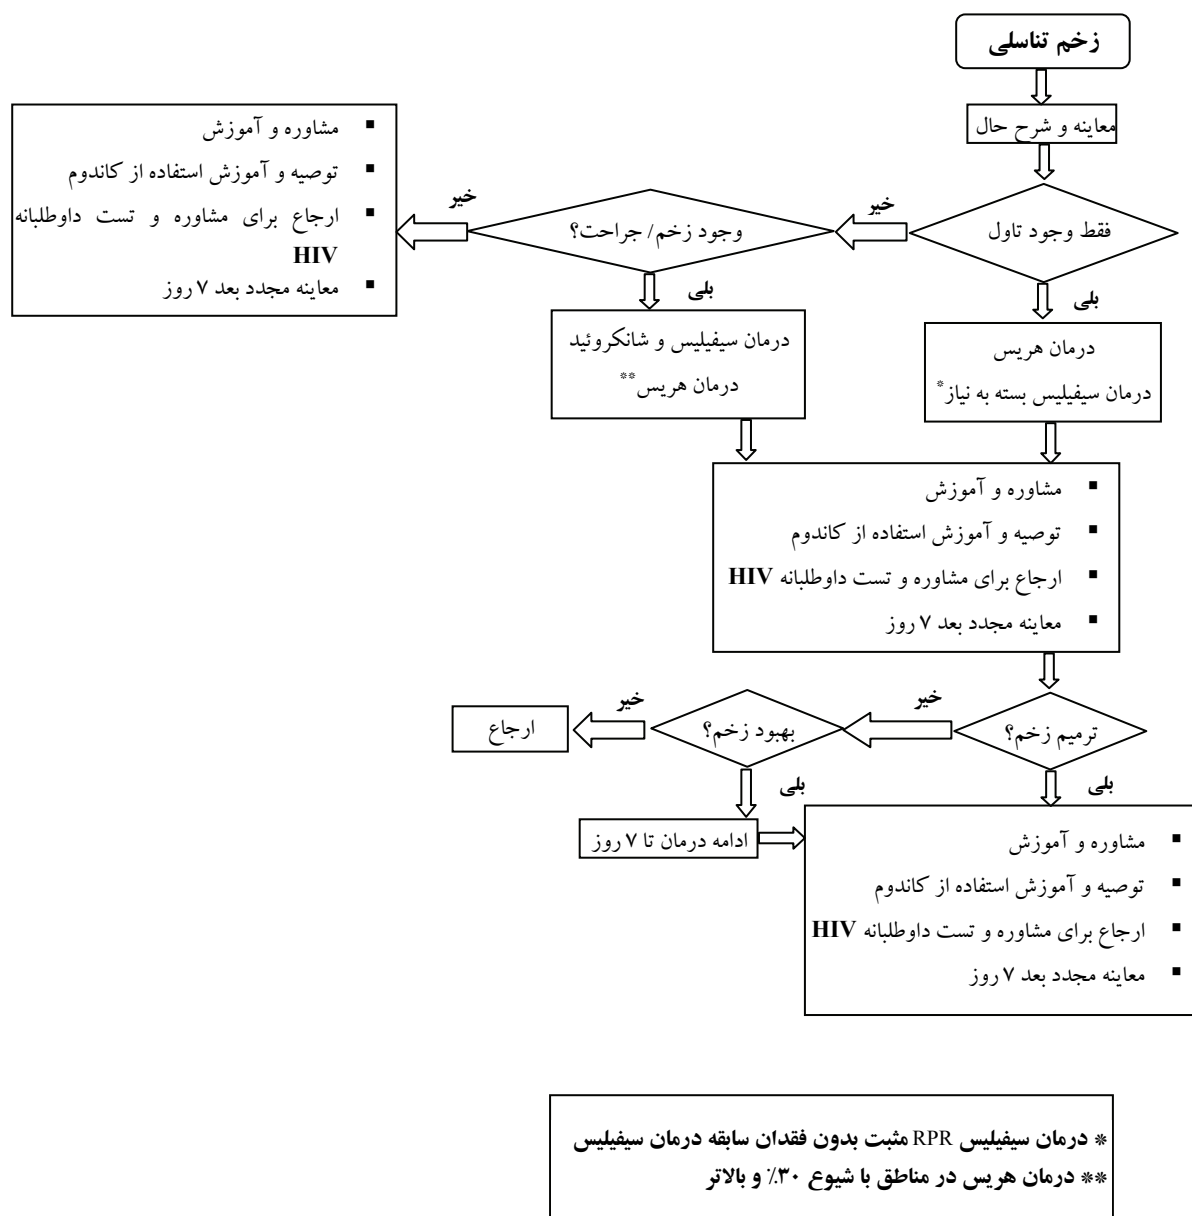 زخم تناسلی
معاینه و شرح حال
فقط وجود تاول
خیر
وجود زخم/ جراحت؟
خیر
▪ مشاوره و آموزش
▪ توصیه و آموزش استفاده از کاندوم
▪ ارجاع برای مشاوره و تست داوطلبانه
HIV
▪ معاینه مجدد بعد ۷ روز
بلی
بلی
درمان هرپس
درمان سیفیلیس بسته به نیاز*
درمان سیفیلیس و شانکروئید
درمان هرپس**
▪ مشاوره و آموزش
▪ توصیه و آموزش استفاده از کاندوم
▪ ارجاع برای مشاوره و تست داوطلبانه HIV
▪ معاینه مجدد بعد ۷ روز
ترمیم زخم؟
خیر
بهبود زخم؟
خیر
ارجاع
بلی
بلی
ادامه درمان تا ۷ روز
▪ مشاوره و آموزش
▪ توصیه و آموزش استفاده از کاندوم
▪ ارجاع برای مشاوره و تست داوطلبانه HIV
▪ معاینه مجدد بعد ۷ روز
* درمان سیفیلیس RPR مثبت بدون فقدان سابقه درمان سیفیلیس
** درمان هرپس در مناطق با شیوع ۳۰٪ و بالاتر